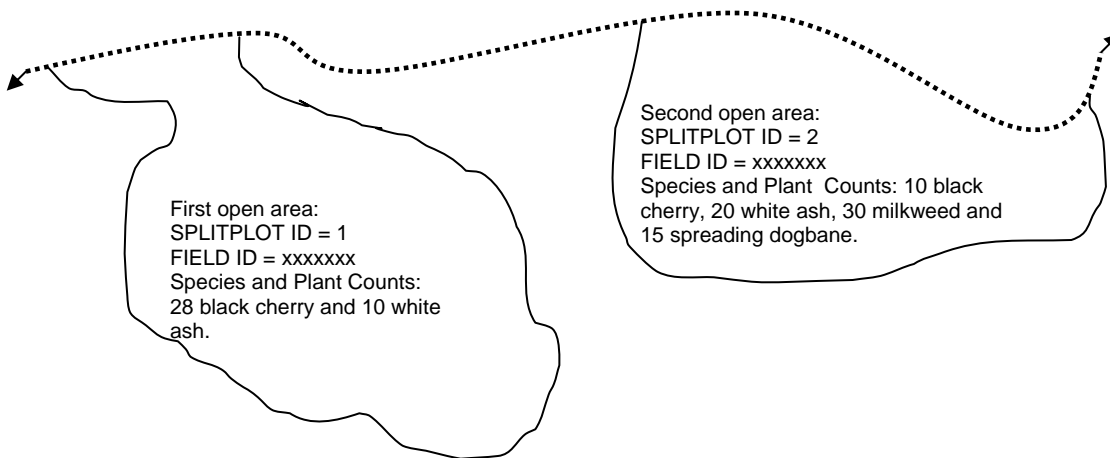 First open area:
SPLITPLOT ID = 1
FIELD ID = xxxxxxx
Species and Plant Counts:
28 black cherry and 10 white
ash.
Second open area:
SPLITPLOT ID = 2
FIELD ID = xxxxxxx
Species and Plant  Counts: 10 black
cherry, 20 white ash, 30 milkweed and
15 spreading dogbane.